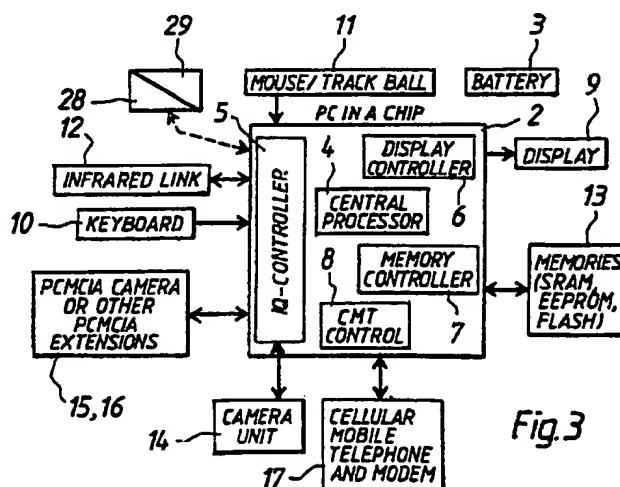 29
28
11
MOUSE/TRACK BALL
3
BATTERY
PC IN A CHIP
2
9
DISPLAY
5
12
INFRARED LINK
10
KEYBOARD
IO-CONTROLLER
4
DISPLAY
CONTROLLER
6
CENTRAL
PROCESSOR
13
MEMORIES
(SRAM,
EEPROM,
FLASH)
PCMCIA CAMERA
OR OTHER
PCMCIA
EXTENSIONS
15,16
MEMORY
CONTROLLER
7
8
CMT
CONTROL
CAMERA
UNIT
14
CELLULAR
MOBILE
TELEPHONE
AND MODEM
17
Fig.3